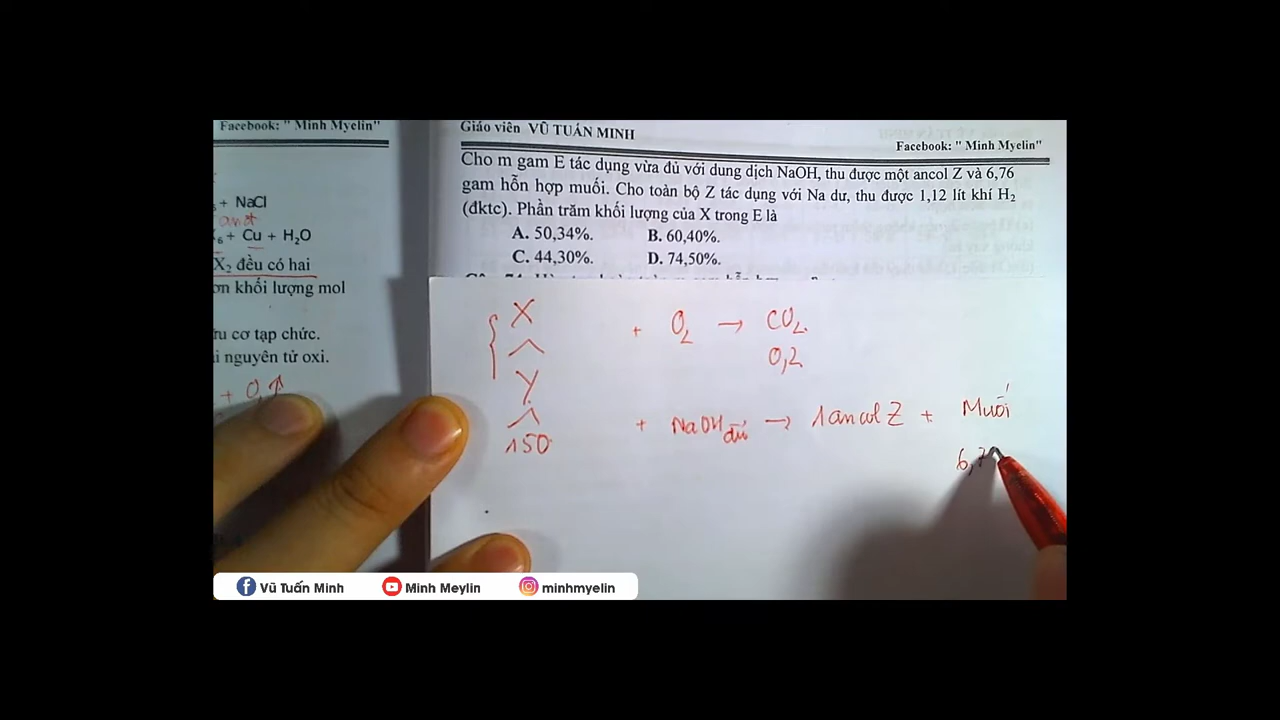 Facebook: " Minh Myelin"
+ NaCl
+ Cu + H₂O
X₂ đều có hai
khối lượng mol
cơ tạp chức.
nguyên tử oxi.
+ 0,
Giáo viên VŨ TUẤN MINH
Facebook: " Minh Myelin"
Cho m gam E tác dụng vừa đủ với dung dịch NaOH, thu được một ancol Z và 6,76
gam hỗn hợp muối. Cho toàn bộ Z tác dụng với Na dư, thu được 1,12 lít khí H₂
(đktc). Phần trăm khối lượng của X trong E là
A. 50,34%. B. 60,40%.
C. 44,30%. D. 74,50%.
X + O₂ → CO₂.
0,2
Y
+ NaOH đủ → 1 ancol Z + Muối
150
6,7
Vũ Tuấn Minh Minh Meylin minhmyelin